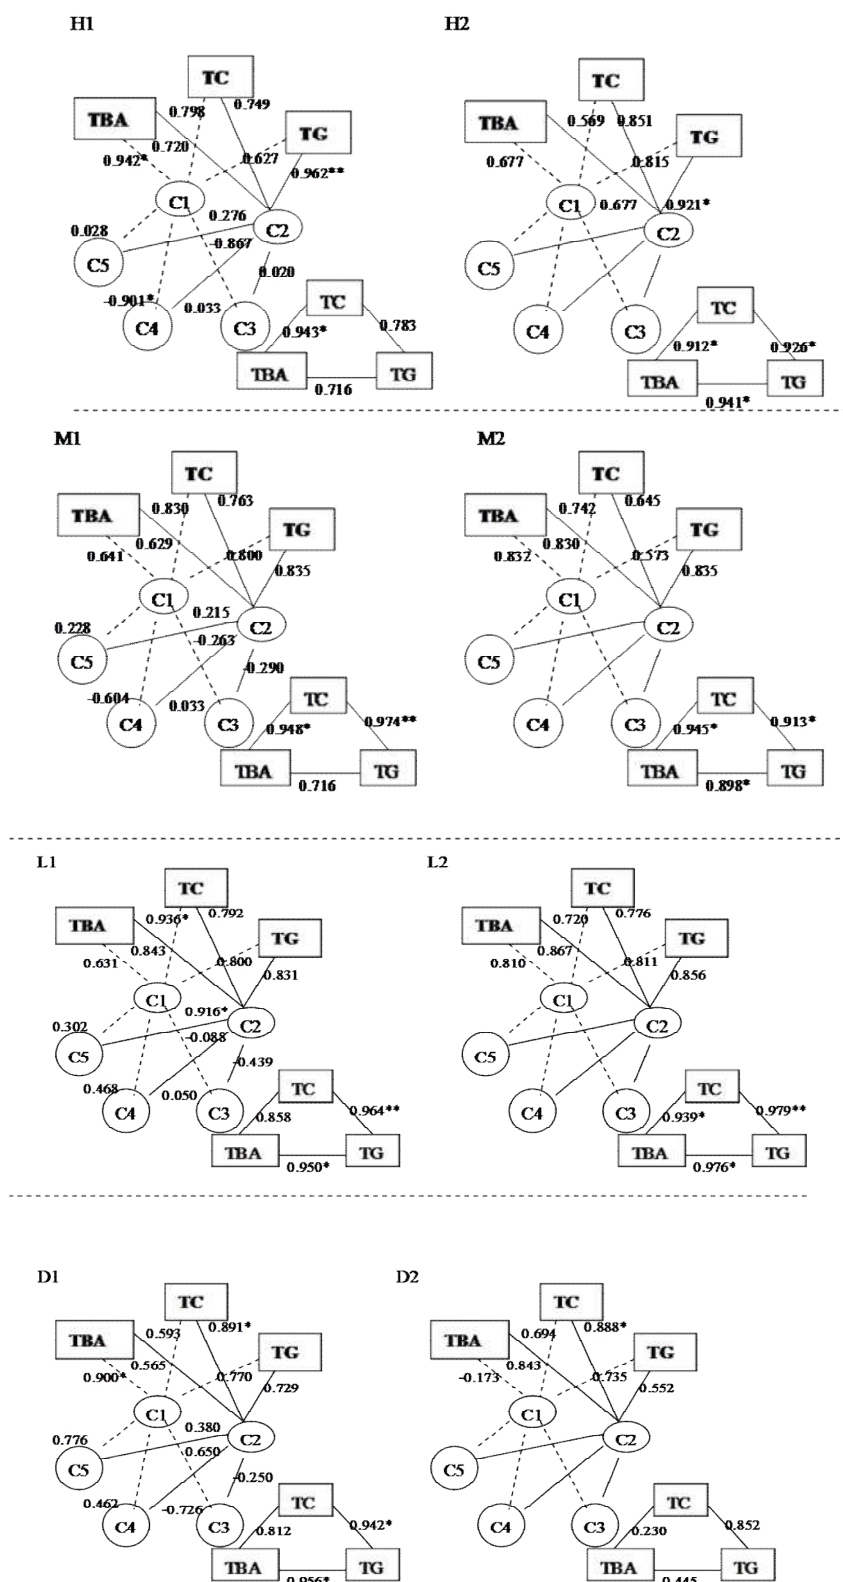 H1 H2
TC TC
0.798 0.749 0.569 0.851
TBA TBA
TG TG
0.720 0.942* 0.627 0.677 0.815
0.962**
C1 C1
0.276 0.677 0.921*
C2 C2
0.028 -0.867
C5 C5
0.020
-0.901* 0.033
C4 C3 C4 C3
TC TC
0.943* 0.783 0.912* 0.926*
TBA TG TBA TG
0.716 0.941*
M1 M2
TC TC
0.830 0.763 0.742 0.645
TBA TBA
TG TG
0.641 0.629 0.800 0.832 0.830 0.573
0.835 0.835
C1 C1
0.215
C2 C2
0.228 -0.263
C5 C5
-0.290
-0.604 0.033
C4 C3 C4 C3
TC TC
0.948* 0.974** 0.945* 0.913*
TBA TG TBA TG
0.716 0.898*
L1 L2
TC TC
0.936* 0.792 0.720 0.776
TBA TBA
TG TG
0.631 0.843 0.800 0.810 0.867 0.811
0.831 0.856
C1 C1
0.916*
C2 C2
0.302 -0.088
C5 C5
-0.439
0.468 0.050
C4 C3 C4 C3
TC TC
0.858 0.964** 0.939* 0.979**
TBA TG TBA TG
0.950* 0.976*
D1 D2
TC TC
0.593 0.891* 0.694 0.888*
TBA TBA
TG TG
0.900* 0.565 0.770 -0.173 0.843 0.735
0.729 0.552
C1 C1
0.380
C2 C2
0.776 0.650
C5 C5
-0.250
0.462 -0.726
C4 C3 C4 C3
TC TC
0.812 0.942* 0.230 0.852
TBA TG TBA TG
0.956* 0.445